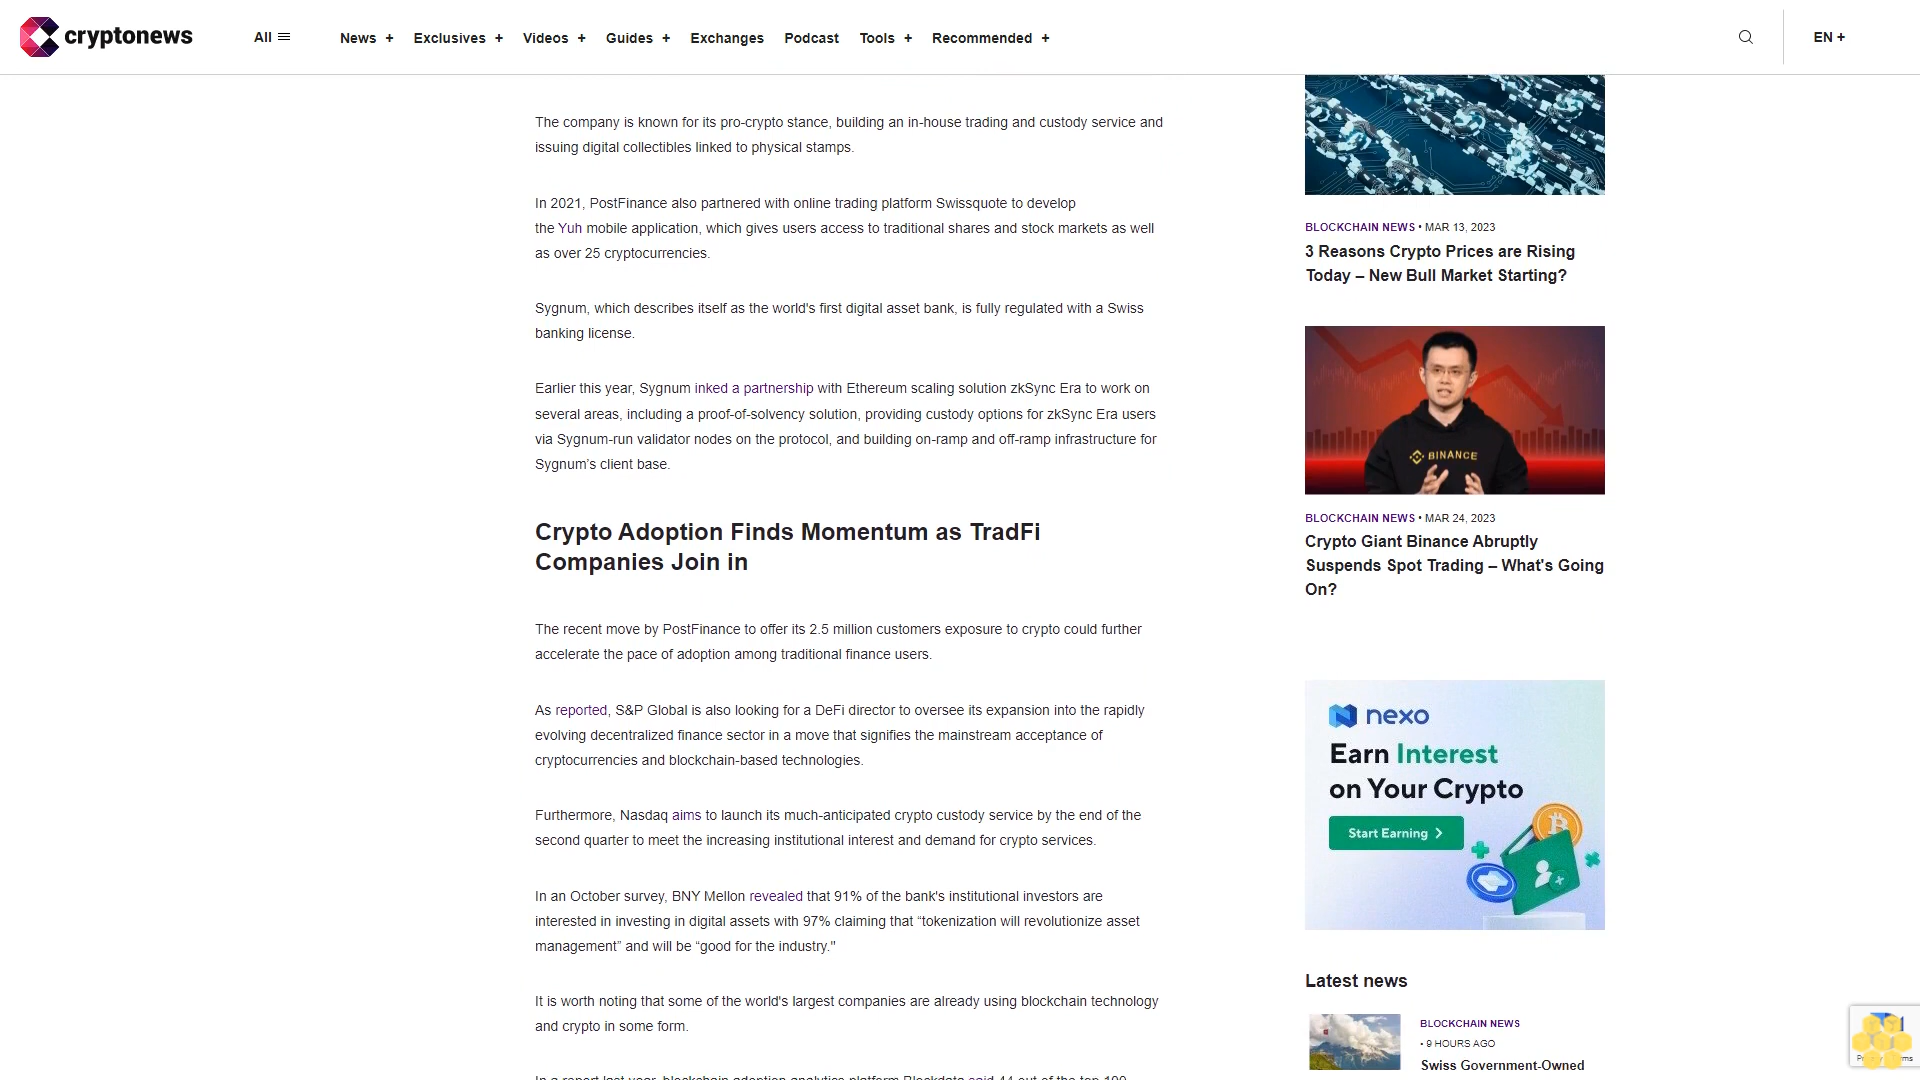 cryptonews
All
News +
Exclusives +
Videos +
Guides +
Exchanges
Podcast
Tools +
Recommended +
EN +
The company is known for its pro-crypto stance, building an in-house trading and custody service and
issuing digital collectibles linked to physical stamps.
In 2021, PostFinance also partnered with online trading platform Swissquote to develop
the Yuh mobile application, which gives users access to traditional shares and stock markets as well
as over 25 cryptocurrencies.
Sygnum, which describes itself as the world's first digital asset bank, is fully regulated with a Swiss
banking license.
Earlier this year, Sygnum inked a partnership with Ethereum scaling solution zkSync Era to work on
several areas, including a proof-of-solvency solution, providing custody options for zkSync Era users
via Sygnum-run validator nodes on the protocol, and building on-ramp and off-ramp infrastructure for
Sygnum's client base.
Crypto Adoption Finds Momentum as TradFi
Companies Join in
The recent move by PostFinance to offer its 2.5 million customers exposure to crypto could further
accelerate the pace of adoption among traditional finance users.
As reported, S&P Global is also looking for a DeFi director to oversee its expansion into the rapidly
evolving decentralized finance sector in a move that signifies the mainstream acceptance of
cryptocurrencies and blockchain-based technologies.
Furthermore, Nasdaq aims to launch its much-anticipated crypto custody service by the end of the
second quarter to meet the increasing institutional interest and demand for crypto services.
In an October survey, BNY Mellon revealed that 91% of the bank's institutional investors are
interested in investing in digital assets with 97% claiming that “tokenization will revolutionize asset
management” and will be “good for the industry."
It is worth noting that some of the world's largest companies are already using blockchain technology
and crypto in some form.
In a report last year, blockchain adoption analytics platform Blockdata said 44 out of the top 100
BLOCKCHAIN NEWS • MAR 13, 2023
3 Reasons Crypto Prices are Rising
Today – New Bull Market Starting?
BINANCE
BLOCKCHAIN NEWS • MAR 24, 2023
Crypto Giant Binance Abruptly
Suspends Spot Trading – What's Going
On?
nexo
Earn Interest
on Your Crypto
Start Earning
Latest news
BLOCKCHAIN NEWS
• 9 HOURS AGO
Swiss Government-Owned